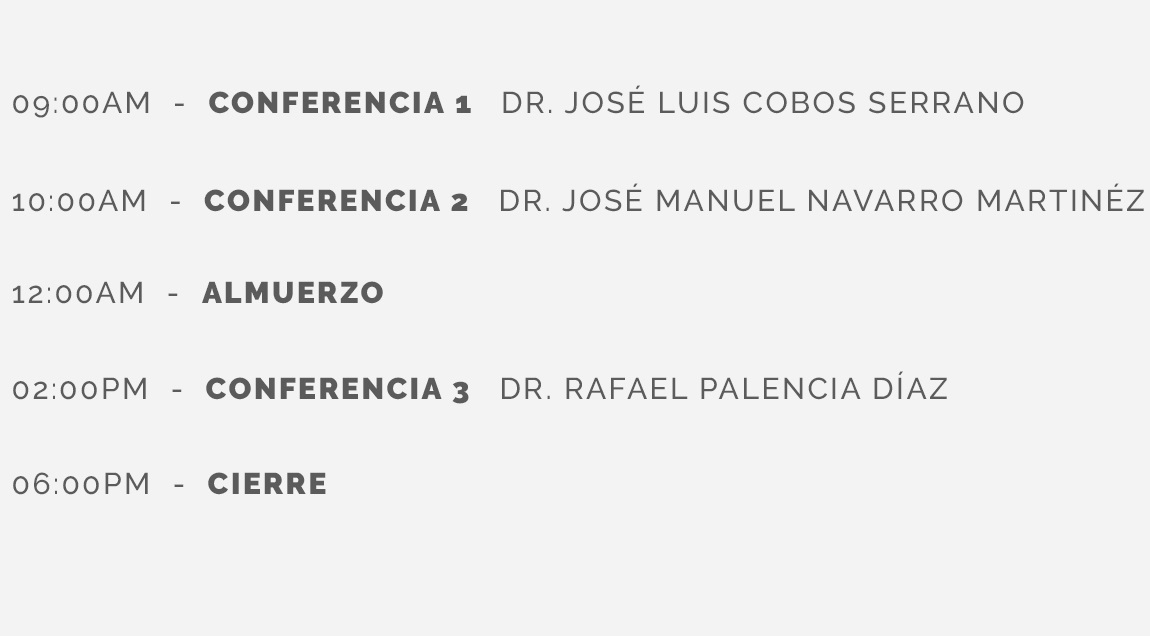 09:00AM - CONFERENCIA 1 DR. JOSÉ LUIS COBOS SERRANO
10:00AM - CONFERENCIA 2 DR. JOSÉ MANUEL NAVARRO MARTINÉZ
12:00AM - ALMUERZO
02:00PM - CONFERENCIA 3 DR. RAFAEL PALENCIA DÍAZ
06:00PM - CIERRE